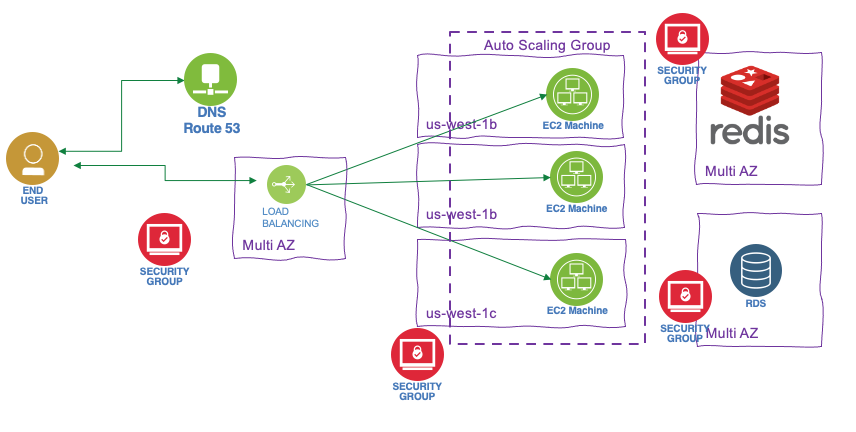 DNS
Route 53
END
USER
LOAD
BALANCING
Multi AZ
SECURITY
GROUP
Auto Scaling Group
us-west-1b
EC2 Machine
us-west-1b
EC2 Machine
us-west-1c
EC2 Machine
SECURITY
GROUP
SECURITY
GROUP
redis
Multi AZ
SECURITY
GROUP
RDS
Multi AZ